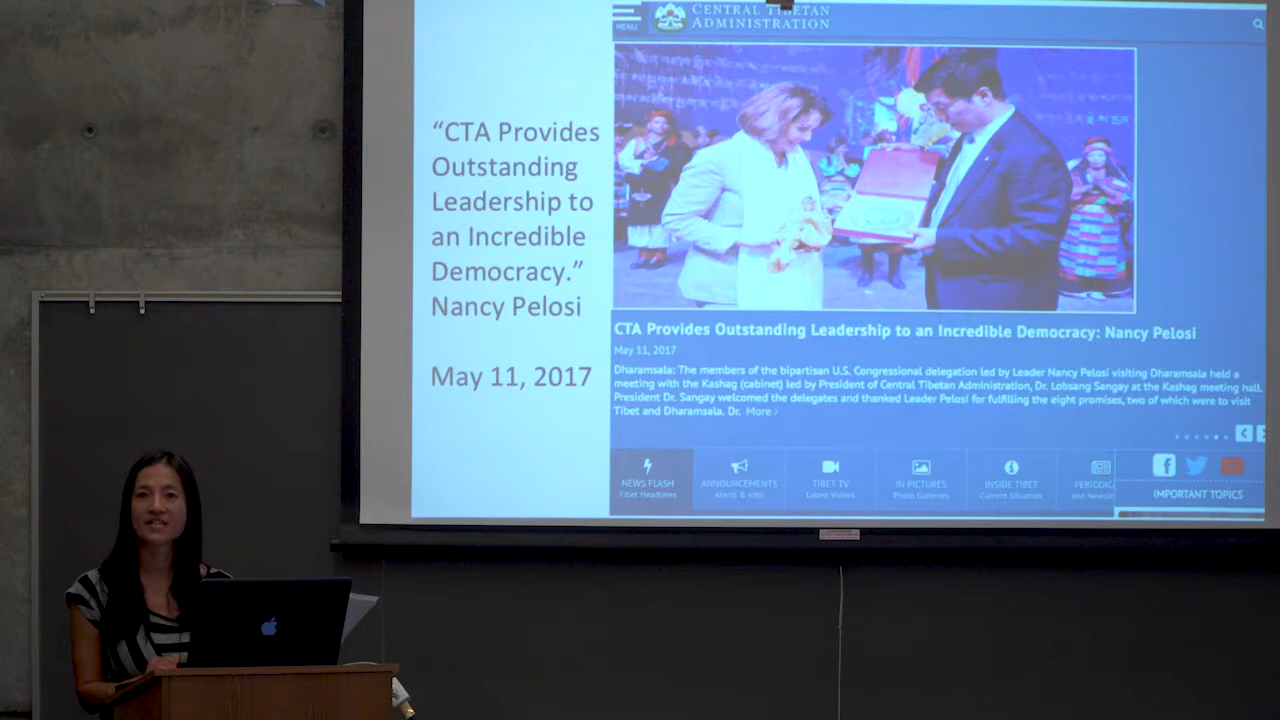 CENTRAL TIBETAN
ADMINISTRATION
MENU
“CTA Provides
Outstanding
Leadership to
an Incredible
Democracy.”
Nancy Pelosi
May 11, 2017
CTA Provides Outstanding Leadership to an Incredible Democracy: Nancy Pelosi
May 11, 2017
Dharamsala: The members of the bipartisan U.S. Congressional delegation led by Leader Nancy Pelosi visiting Dharamsala held a
meeting with the Kashag (cabinet) led by President of Central Tibetan Administration, Dr. Lobsang Sangay at the Kashag meeting hall.
President Dr. Sangay welcomed the delegates and thanked Leader Pelosi for fulfilling the eight promises, two of which were to visit
Tibet and Dharamsala. Dr. More ›
NEWS FLASH
Tibet Headlines
ANNOUNCEMENTS
Alerts & Jobs
TIBET TV
Latest Videos
IN PICTURES
Photo Galleries
INSIDE TIBET
Current Situation
PERIODIC
and Newsle
IMPORTANT TOPICS